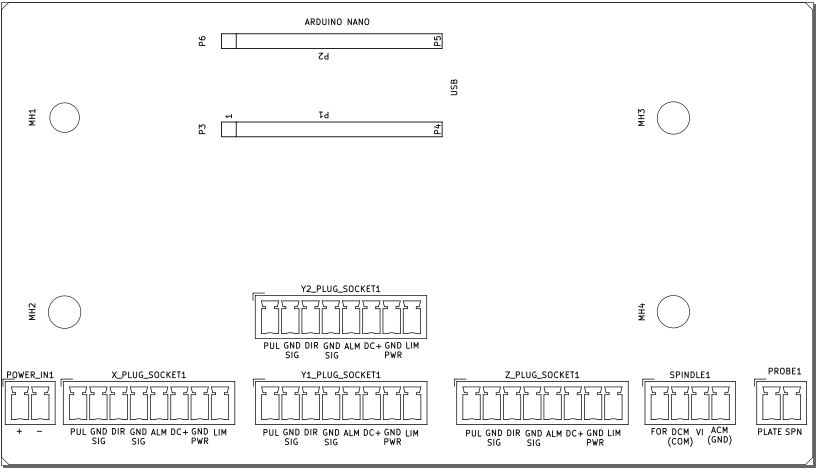 ARDUINO NANO
P6
P5
P2
USB
MH1
MH3
1
P1
P3
P4
Y2_PLUG_SOCKET1
MH2
MH4
PUL GND DIR GND ALM DC+ GND LIM
SIG SIG PWR
POWER_IN1 X_PLUG_SOCKET1 Y1_PLUG_SOCKET1 Z_PLUG_SOCKET1 SPINDLE1 PROBE1
+ − PUL GND DIR GND ALM DC+ GND LIM PUL GND DIR GND ALM DC+ GND LIM PUL GND DIR GND ALM DC+ GND LIM FOR DCM VI ACM PLATE SPN
SIG SIG PWR SIG SIG PWR SIG SIG PWR (COM) (GND)